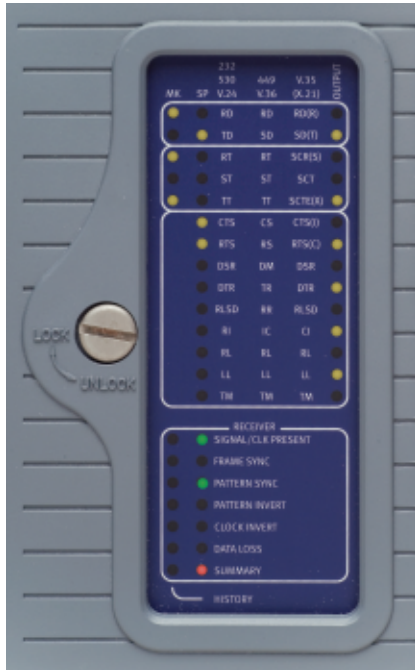 232
530 449 V.35
MK SP V.24 V.36 (X.21) OUTPUT
RD RD RD(R)
TD SD SD(T)
RT RT SCR(S)
ST ST SCT
TT TT SCTE(X)
CTS CS CTS(I)
RTS RS RTS(C)
DSR DM DSR
DTR TR DTR
RLSD RR RLSD
RI IC CI
RL RL RL
LL LL LL
TM TM TM
LOCK
UNLOCK
RECEIVER
SIGNAL/CLK PRESENT
FRAME SYNC
PATTERN SYNC
PATTERN INVERT
CLOCK INVERT
DATA LOSS
SUMMARY
HISTORY